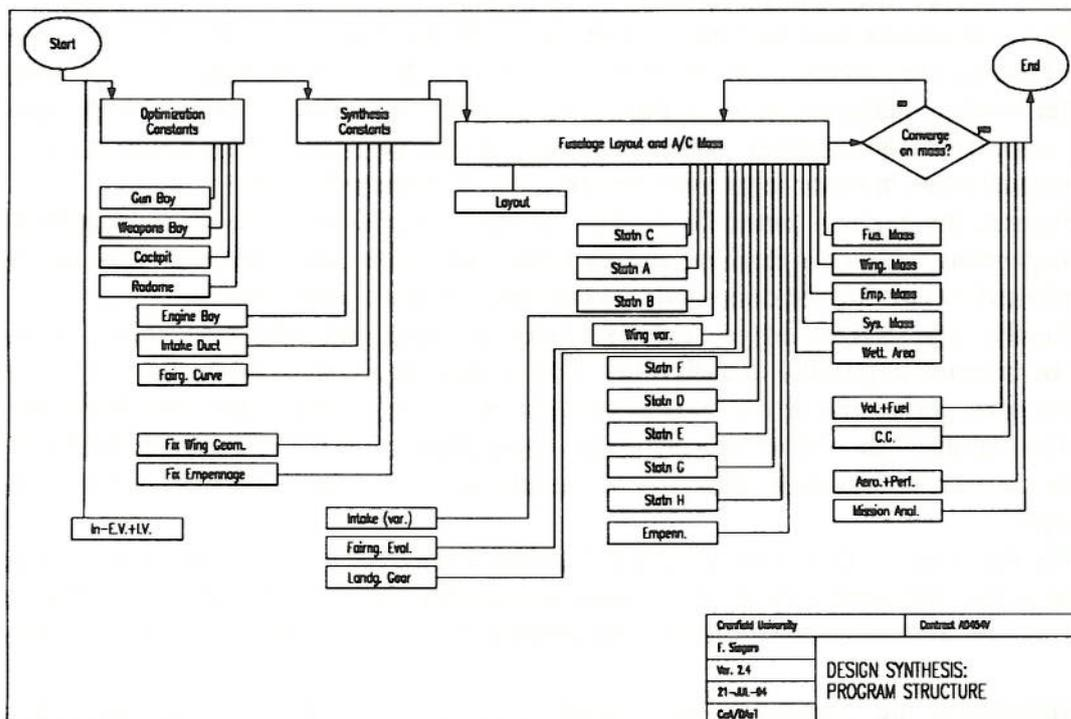 Start
End
Optimization
Constants
Synthesis
Constants
Fuselage Layout and A/C Mass
Converge
on mass?
Layout
Gun Bay
Weapons Bay
Cockpit
Radome
Engine Bay
Intake Duct
Fairg. Curve
Fix Wing Geom.
Fix Empennage
In-E.V.+I.V.
Statn C
Statn A
Statn B
Wing var.
Statn F
Statn D
Statn E
Statn G
Statn H
Empenn.
Intake (var.)
Fairng. Eval.
Landg. Gear
Fus. Mass
Wing. Mass
Emp. Mass
Sys. Mass
Wett. Area
Vol.+Fuel
C.G.
Aero.+Perf.
Mission Anal.
Cranfield University
Contrast
F. Siegers
Ver. 2.4
21-JUL-94
DESIGN SYNTHESIS:
PROGRAM STRUCTURE